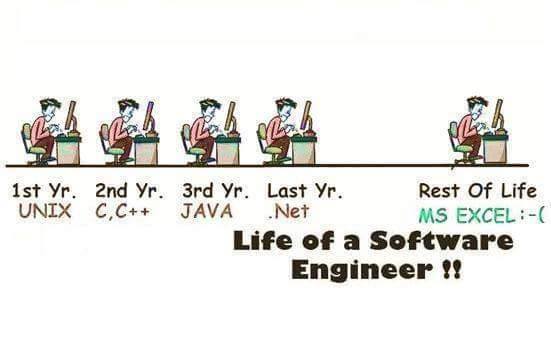 1st Yr. 2nd Yr. 3rd Yr. Last Yr. Rest Of Life
UNIX C,C++ JAVA .Net MS EXCEL:-(
Life of a Software
Engineer !!